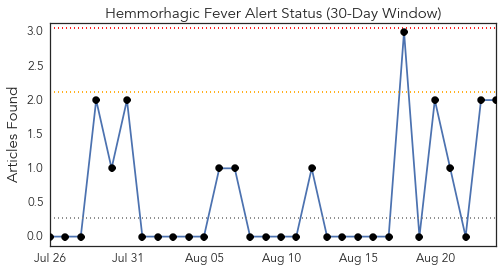 Hemmorhagic Fever Alert Status (30-Day Window)
Articles Found
3.0
2.5
2.0
1.5
1.0
0.5
0.0
Jul 26 Jul 31 Aug 05 Aug 10 Aug 15 Aug 20